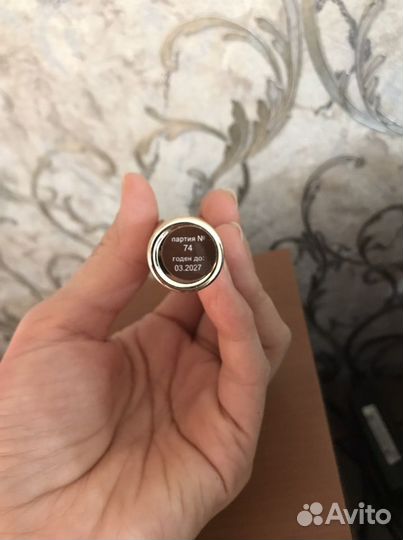 партия №
74
годен до:
03.2027
Avito